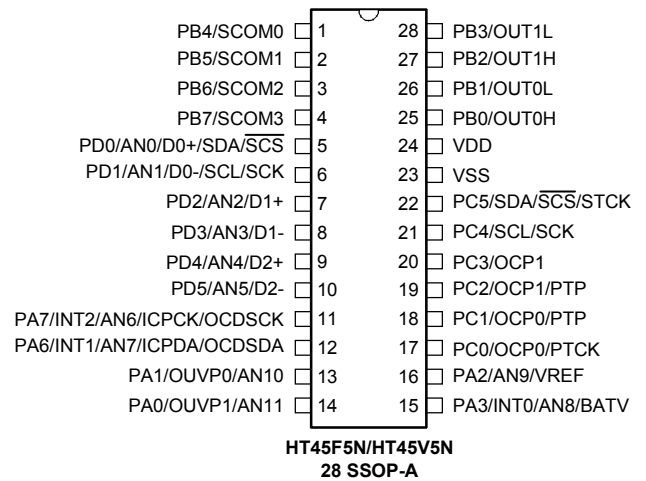 PB4/SCOM0 1 28 PB3/OUT1L
PB5/SCOM1 2 27 PB2/OUT1H
PB6/SCOM2 3 26 PB1/OUT0L
PB7/SCOM3 4 25 PB0/OUT0H
PD0/AN0/D0+/SDA/SCS 5 24 VDD
PD1/AN1/D0-/SCL/SCK 6 23 VSS
PD2/AN2/D1+ 7 22 PC5/SDA/SCS/STCK
PD3/AN3/D1- 8 21 PC4/SCL/SCK
PD4/AN4/D2+ 9 20 PC3/OCP1
PD5/AN5/D2- 10 19 PC2/OCP1/PTP
PA7/INT2/AN6/ICPCK/OCDSCK 11 18 PC1/OCP0/PTP
PA6/INT1/AN7/ICPDA/OCDSDA 12 17 PC0/OCP0/PTCK
PA1/OUVP0/AN10 13 16 PA2/AN9/VREF
PA0/OUVP1/AN11 14 15 PA3/INT0/AN8/BATV
HT45F5N/HT45V5N
28 SSOP-A